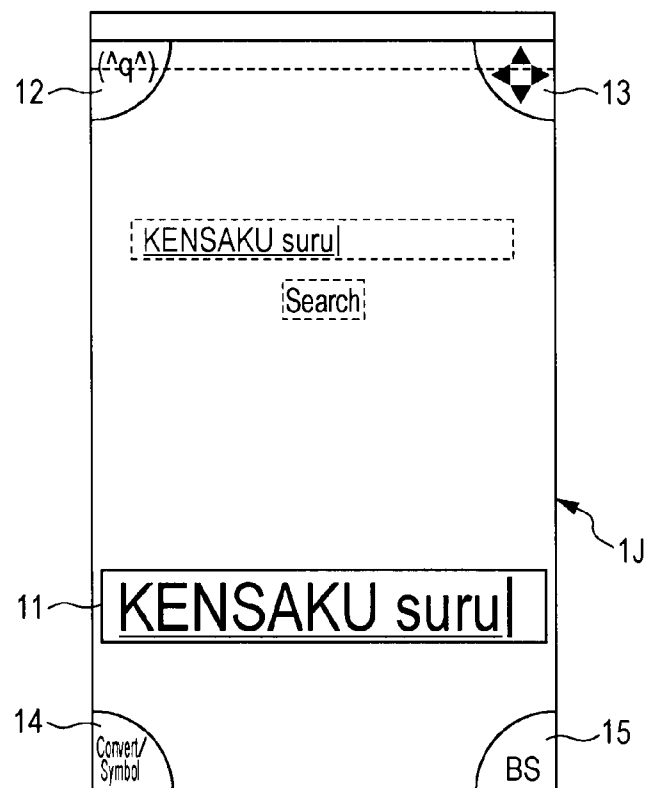 (^q^)
12
13
KENSAKU suru
Search
1J
11
KENSAKU suru
14
15
Convert/
Symbol
BS